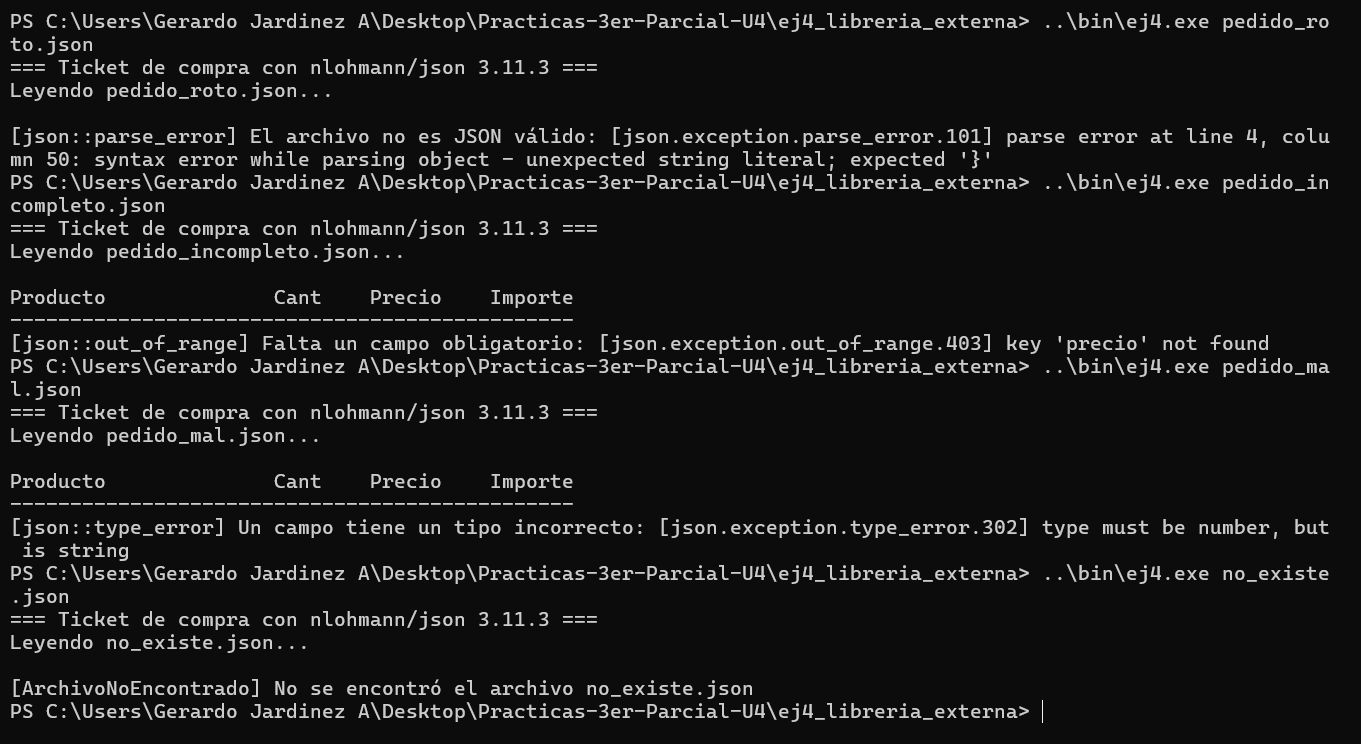 PS C:\Users\Gerardo Jardinez A\Desktop\Practicas-3er-Parcial-U4\ej4_libreria_externa> ..\bin\ej4.exe pedido_ro
to.json
=== Ticket de compra con nlohmann/json 3.11.3 ===
Leyendo pedido_roto.json...
[json::parse_error] El archivo no es JSON válido: [json.exception.parse_error.101] parse error at line 4, colu
mn 50: syntax error while parsing object - unexpected string literal; expected '}'
PS C:\Users\Gerardo Jardinez A\Desktop\Practicas-3er-Parcial-U4\ej4_libreria_externa> ..\bin\ej4.exe pedido_in
completo.json
=== Ticket de compra con nlohmann/json 3.11.3 ===
Leyendo pedido_incompleto.json...
Producto              Cant    Precio    Importe
-----------------------------------------------
[json::out_of_range] Falta un campo obligatorio: [json.exception.out_of_range.403] key 'precio' not found
PS C:\Users\Gerardo Jardinez A\Desktop\Practicas-3er-Parcial-U4\ej4_libreria_externa> ..\bin\ej4.exe pedido_ma
l.json
=== Ticket de compra con nlohmann/json 3.11.3 ===
Leyendo pedido_mal.json...
Producto              Cant    Precio    Importe
-----------------------------------------------
[json::type_error] Un campo tiene un tipo incorrecto: [json.exception.type_error.302] type must be number, but
 is string
PS C:\Users\Gerardo Jardinez A\Desktop\Practicas-3er-Parcial-U4\ej4_libreria_externa> ..\bin\ej4.exe no_existe
.json
=== Ticket de compra con nlohmann/json 3.11.3 ===
Leyendo no_existe.json...
[ArchivoNoEncontrado] No se encontró el archivo no_existe.json
PS C:\Users\Gerardo Jardinez A\Desktop\Practicas-3er-Parcial-U4\ej4_libreria_externa>